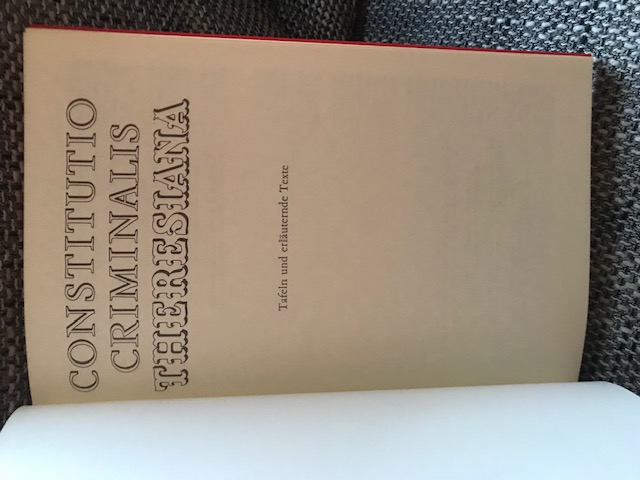 CONSTITUTIO
CRIMINALIS
THERESIANA
Tafeln und erläuternde Texte